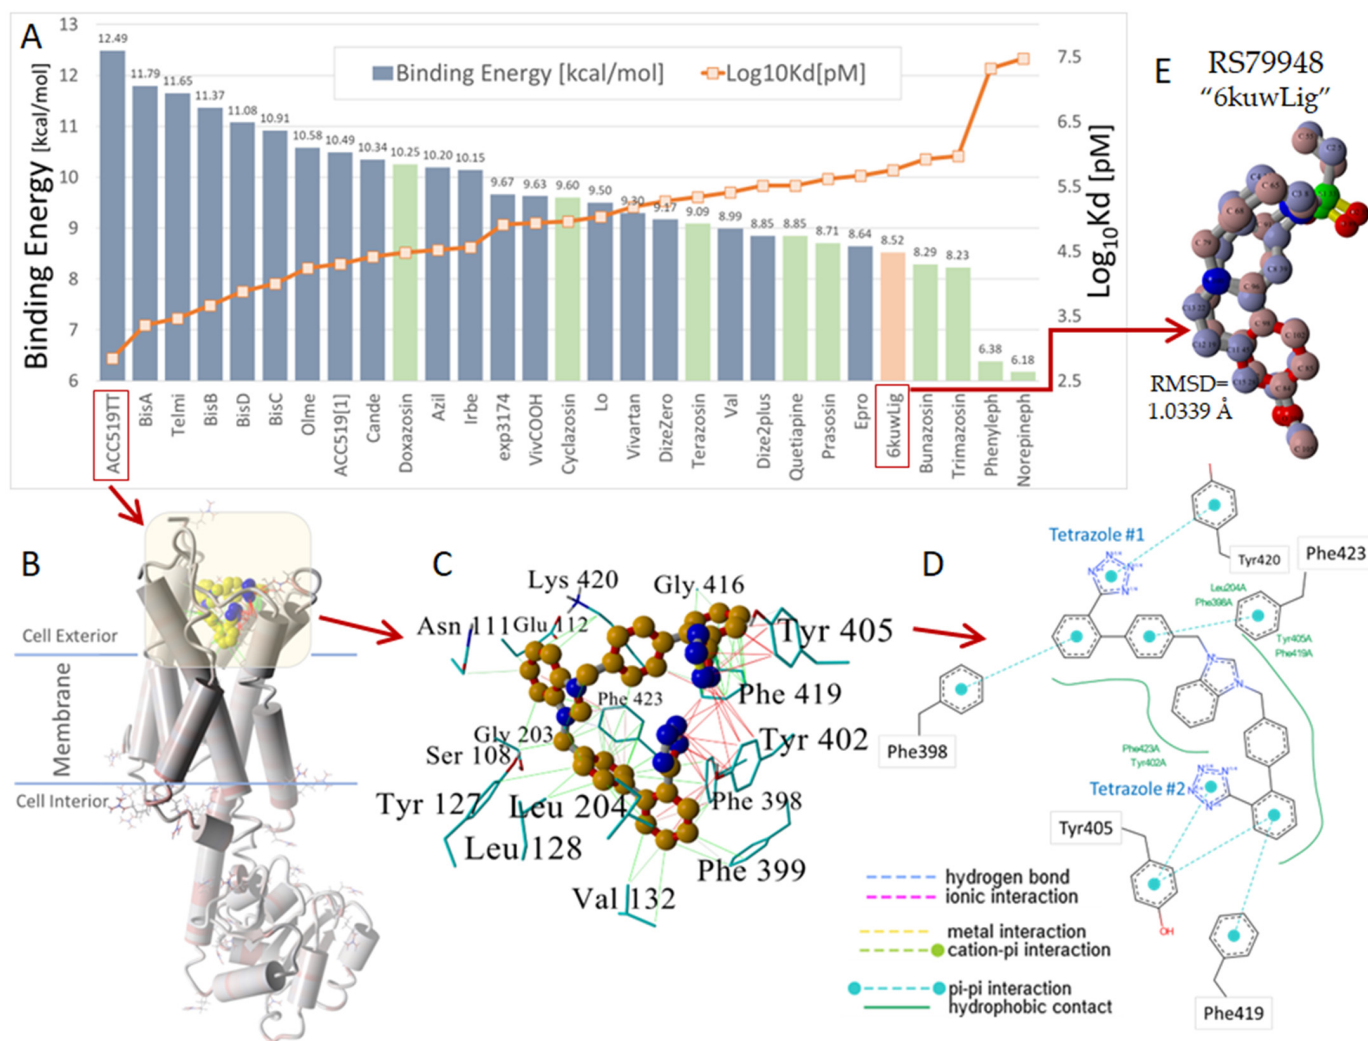 A
13
12
11
10
9
8
7
6
Binding Energy [kcal/mol]
Binding Energy [kcal/mol]
Log10Kd[pM]
12.49
11.79
11.65
11.37
11.08
10.91
10.58
10.49
10.34
10.25
10.20
10.15
9.67
9.63
9.60
9.50
9.30
9.17
9.09
8.99
8.85
8.85
8.71
8.64
8.52
8.29
8.23
6.38
6.18
7.5
6.5
5.5
4.5
3.5
2.5
Log10Kd [pM]
ACC519TT
BisA
Telmi
BisB
BisD
BisC
Olme
ACC519[1]
Cande
Doxazosin
Azil
Irbe
exp3174
VivCOOH
Cyclazosin
Lo
Vivartan
DizeZero
Terazosin
Val
Dize2plus
Quetiapine
Prasosin
Epro
6kuwLig
Bunazosin
Trimazosin
Phenyleph
Norepineph
E
RS79948
“6kuwLig”
RMSD=
1.0339 Å
B
Cell Exterior
Membrane
Cell Interior
C
Lys 420
Gly 416
Asn 111
Glu 112
Tyr 405
Phe 419
Phe 423
Gly 203
Ser 108
Tyr 402
Tyr 127
Leu 204
Phe 398
Leu 128
Phe 399
Val 132
D
Tetrazole #1
Tyr420
Phe423
Leu204A
Phe398A
Tyr405A
Phe419A
Phe398
Phe423A
Tyr402A
Tetrazole #2
Tyr405
OH
Phe419
hydrogen bond
ionic interaction
metal interaction
cation-pi interaction
pi-pi interaction
hydrophobic contact